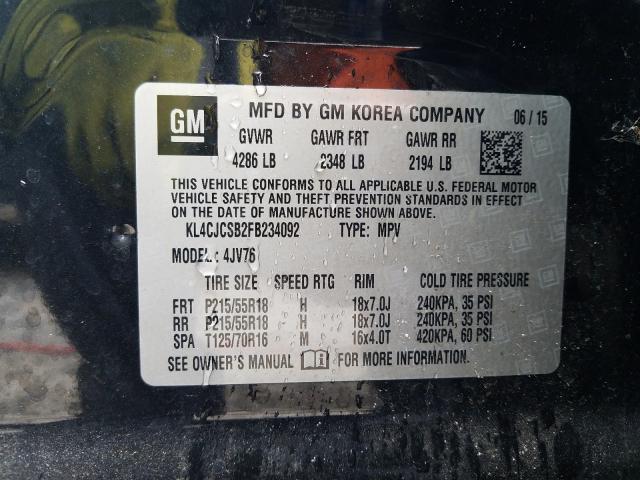 GM MFD BY GM KOREA COMPANY 06 / 15
GVWR GAWR FRT GAWR RR
4286 LB 2348 LB 2194 LB
THIS VEHICLE CONFORMS TO ALL APPLICABLE U.S. FEDERAL MOTOR
VEHICLE SAFETY AND THEFT PREVENTION STANDARDS IN EFFECT ON
THE DATE OF MANUFACTURE SHOWN ABOVE.
KL4CJCSB2FB234092 TYPE: MPV
MODEL : 4JV76
TIRE SIZE SPEED RTG RIM COLD TIRE PRESSURE
FRT P215/55R18 H 18x7.0J 240KPA, 35 PSI
RR P215/55R18 H 18x7.0J 240KPA, 35 PSI
SPA T125/70R16 M 16x4.0T 420KPA, 60 PSI
SEE OWNER'S MANUAL FOR MORE INFORMATION.